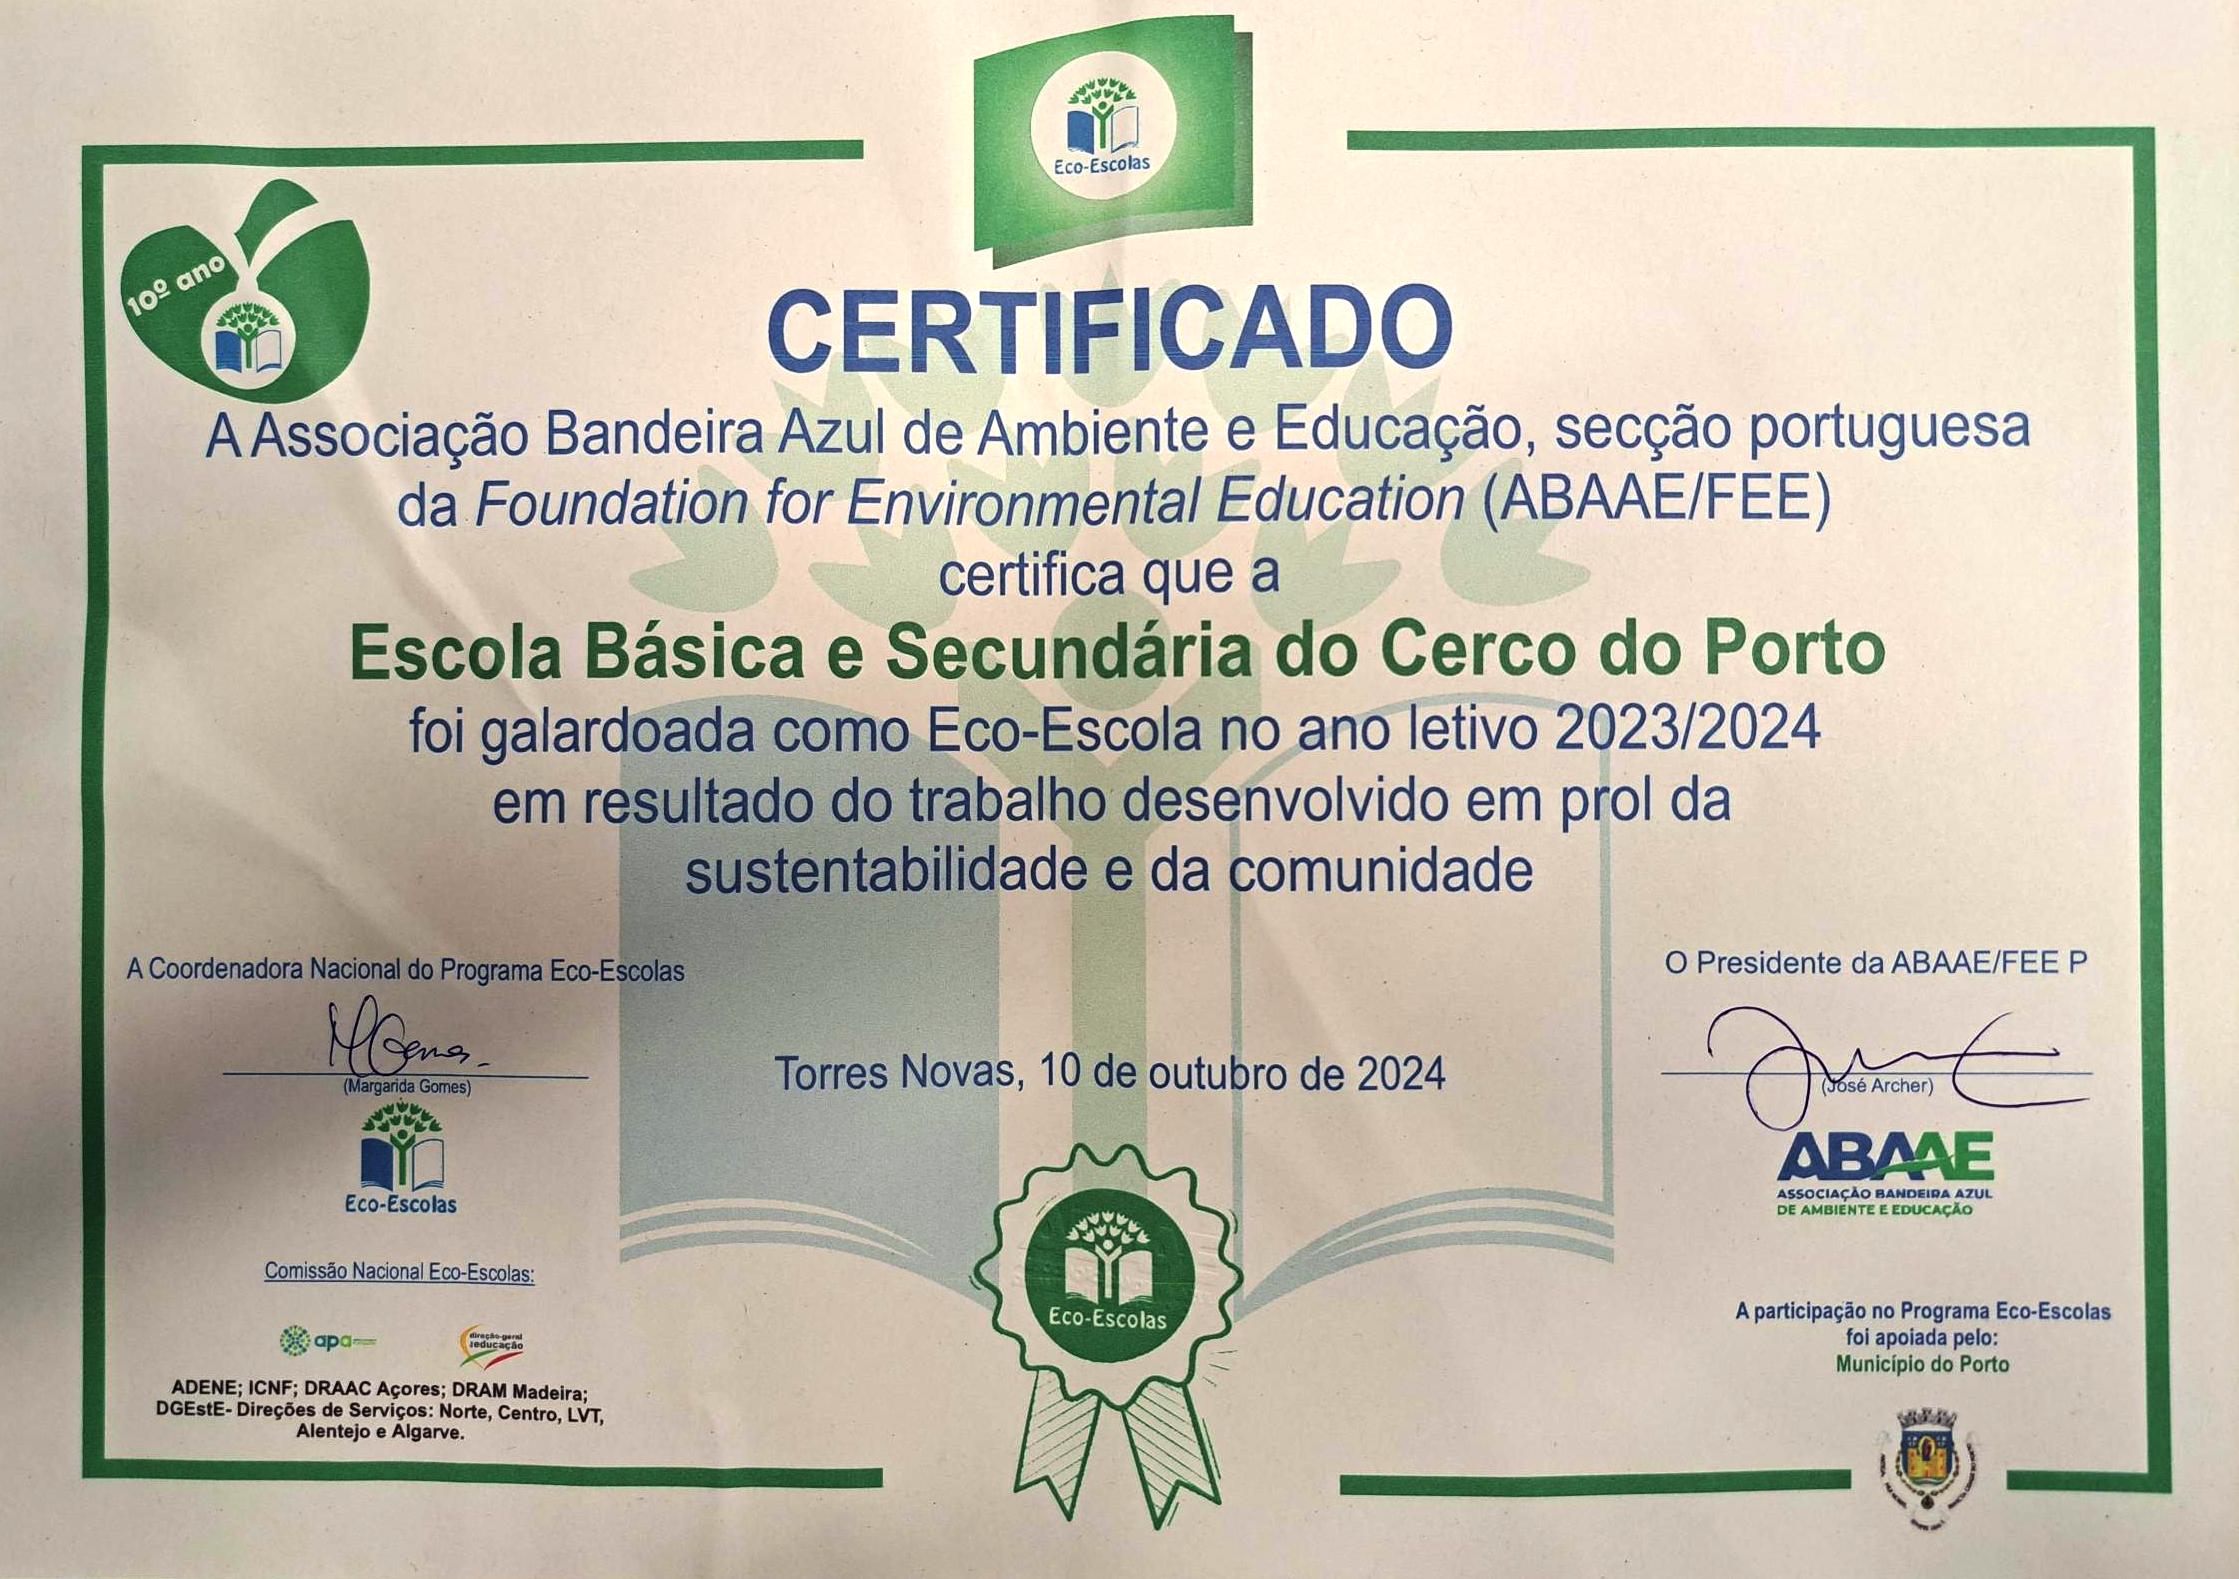 Eco-Escolas
10º ano
CERTIFICADO
A Associação Bandeira Azul de Ambiente e Educação, secção portuguesa
da Foundation for Environmental Education (ABAAE/FEE)
certifica que a
Escola Básica e Secundária do Cerco do Porto
foi galardoada como Eco-Escola no ano letivo 2023/2024
em resultado do trabalho desenvolvido em prol da
sustentabilidade e da comunidade
A Coordenadora Nacional do Programa Eco-Escolas
MGomes.
(Margarida Gomes)
Eco-Escolas
Torres Novas, 10 de outubro de 2024
O Presidente da ABAAE/FEE P
(José Archer)
ABAAE
ASSOCIAÇÃO BANDEIRA AZUL
DE AMBIENTE E EDUCAÇÃO
Comissão Nacional Eco-Escolas:
apa
direção-geral
educação
ADENE; ICNF; DRAAC Açores; DRAM Madeira;
DGEstE- Direções de Serviços: Norte, Centro, LVT,
Alentejo e Algarve.
Eco-Escolas
A participação no Programa Eco-Escolas
foi apoiada pelo:
Município do Porto